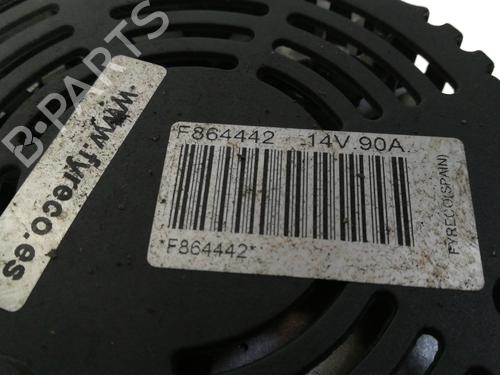 F864442 14V 90A
*F864442*
FYRECO(SPAIN)
www.fyreco.es
B-PARTS